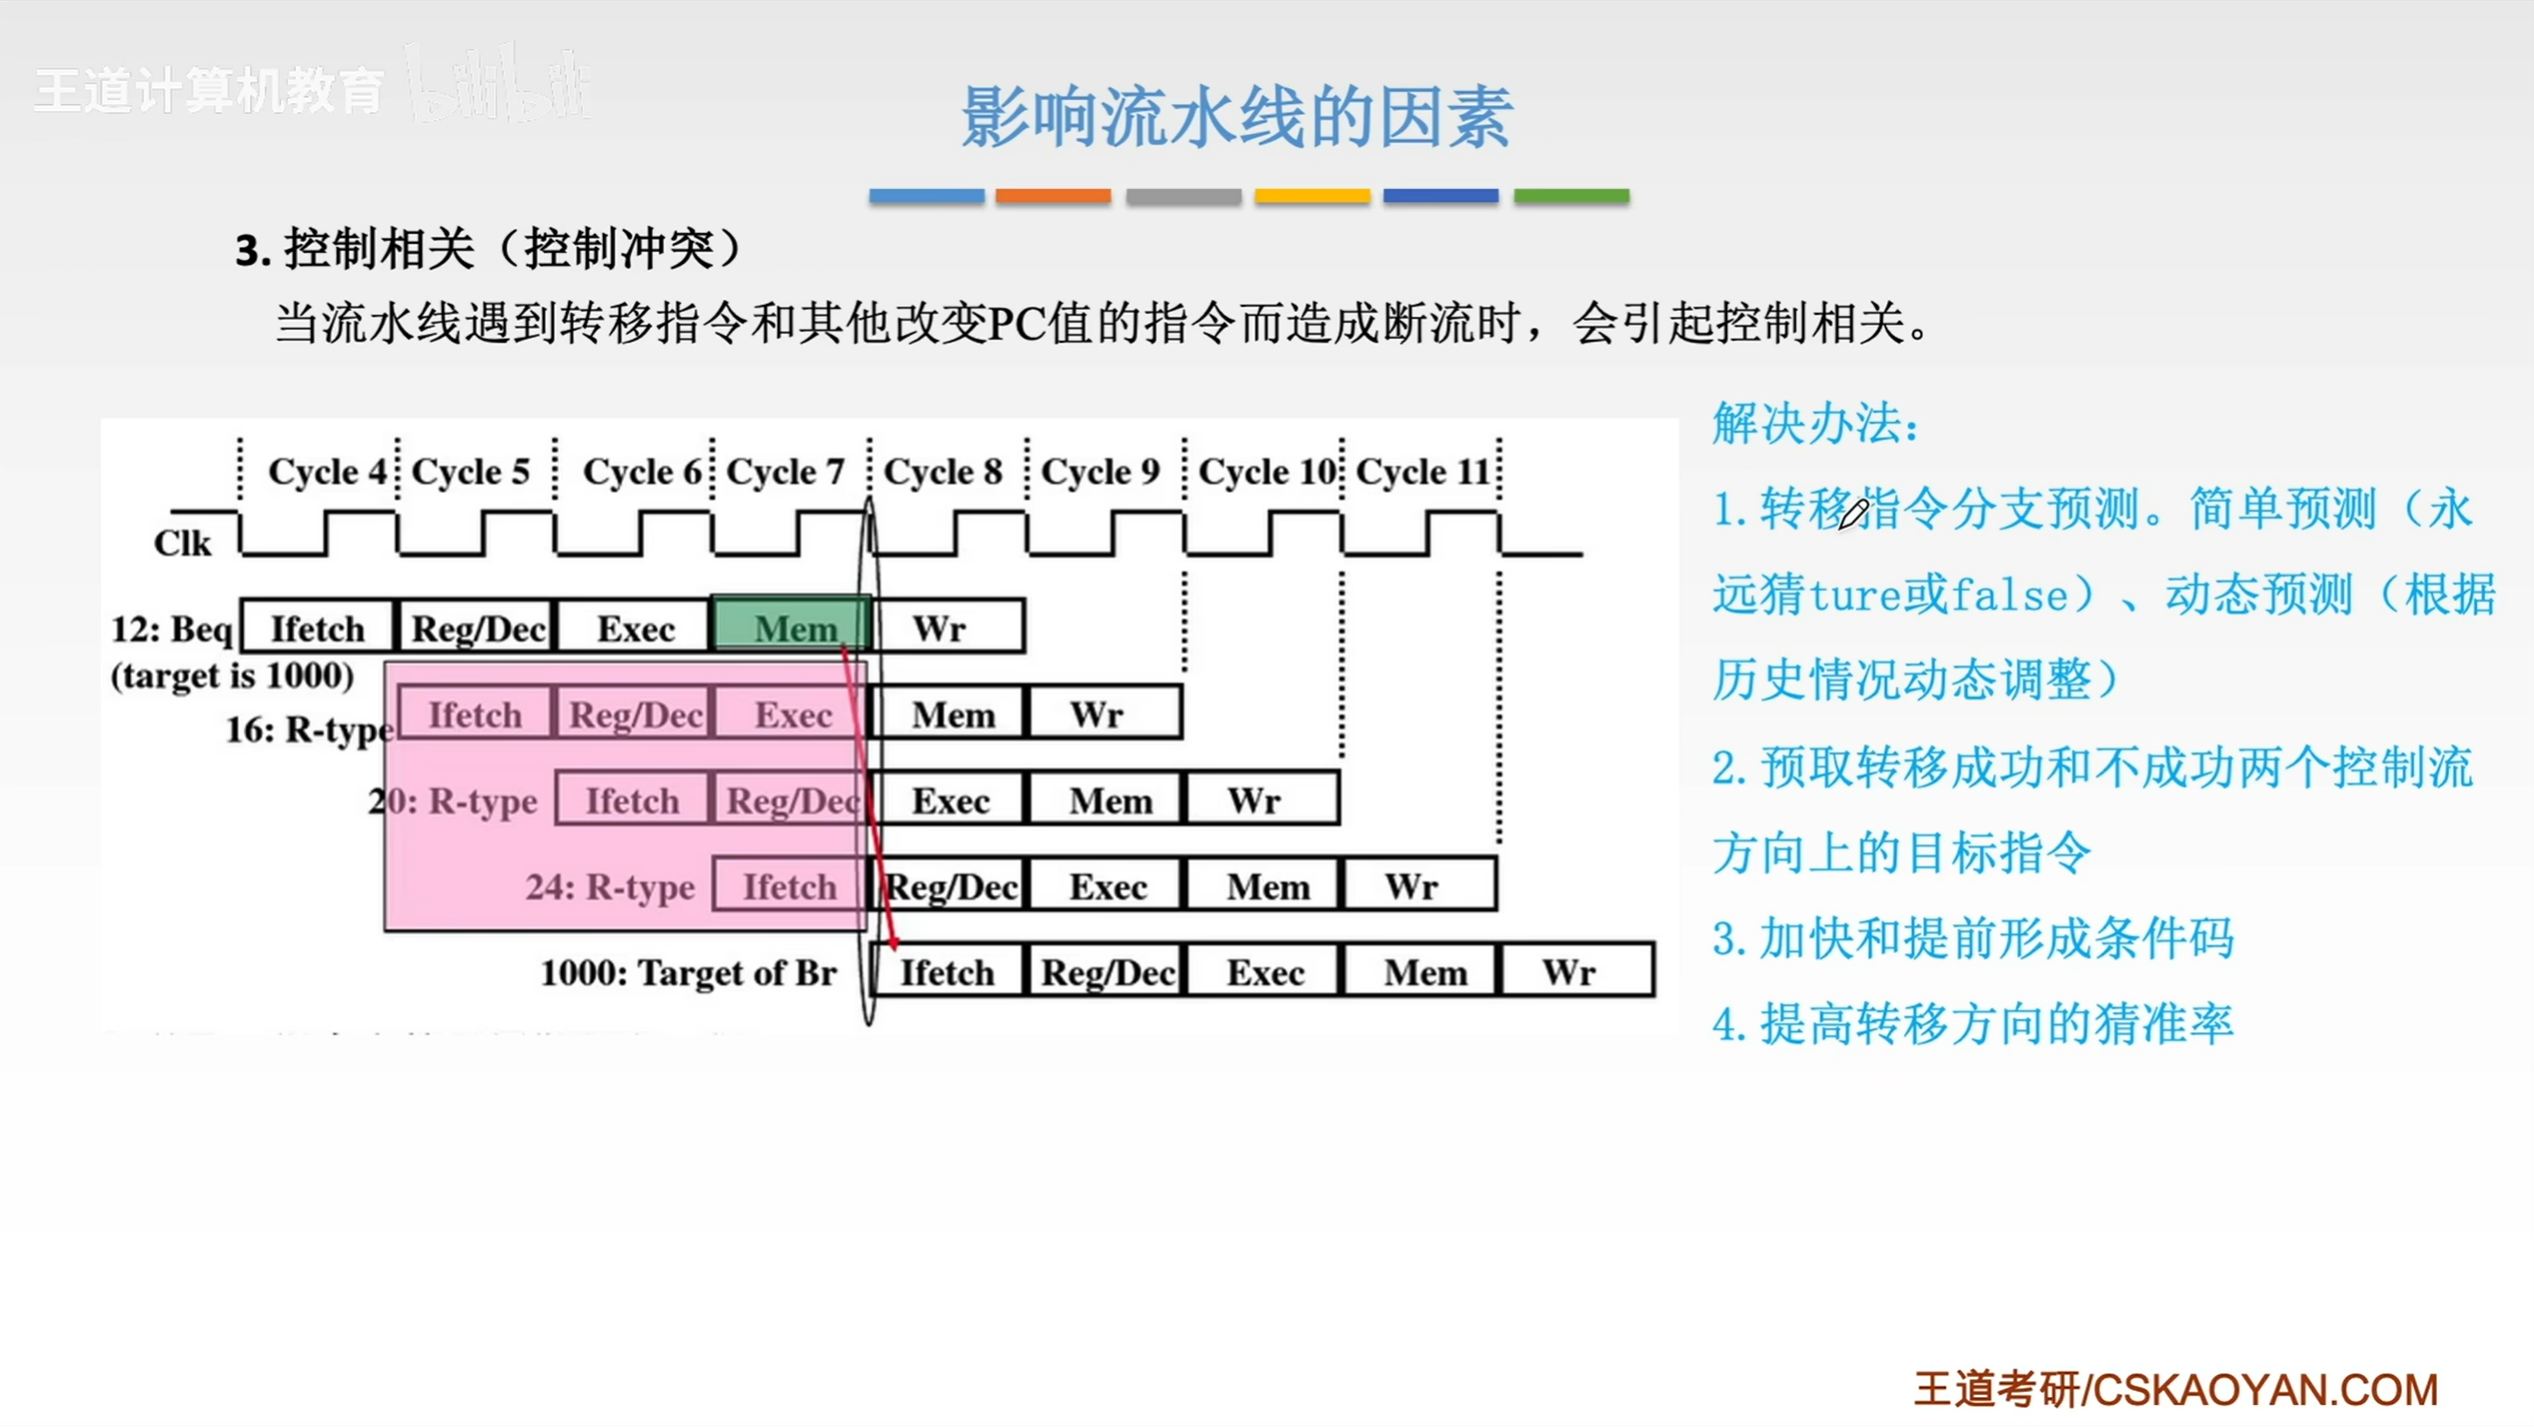 王道计算机教育 bilibili
影响流水线的因素
3. 控制相关（控制冲突）
当流水线遇到转移指令和其他改变PC值的指令而造成断流时，会引起控制相关。
Cycle 4 Cycle 5 Cycle 6 Cycle 7 Cycle 8 Cycle 9 Cycle 10 Cycle 11
Clk
12: Beq Ifetch Reg/Dec Exec Mem Wr
(target is 1000)
16: R-type Ifetch Reg/Dec Exec Mem Wr
20: R-type Ifetch Reg/Dec Exec Mem Wr
24: R-type Ifetch Reg/Dec Exec Mem Wr
1000: Target of Br Ifetch Reg/Dec Exec Mem Wr
解决办法：
1. 转移指令分支预测。简单预测（永
远猜ture或false）、动态预测（根据
历史情况动态调整）
2. 预取转移成功和不成功两个控制流
方向上的目标指令
3. 加快和提前形成条件码
4. 提高转移方向的猜准率
王道考研/CSKAOYAN.COM